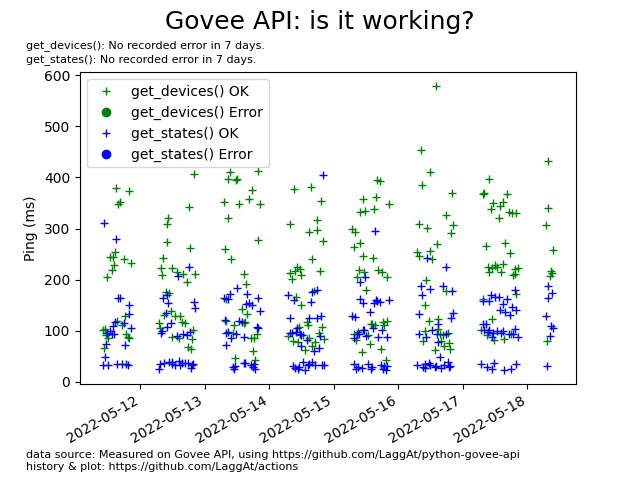 Govee API: is it working?
get_devices(): No recorded error in 7 days.
get_states(): No recorded error in 7 days.
600
500
400
300
200
100
0
Ping (ms)
get_devices() OK
get_devices() Error
get_states() OK
get_states() Error
2022-05-12
2022-05-13
2022-05-14
2022-05-15
2022-05-16
2022-05-17
2022-05-18
data source: Measured on Govee API, using https://github.com/LaggAt/python-govee-api
history & plot: https://github.com/LaggAt/actions